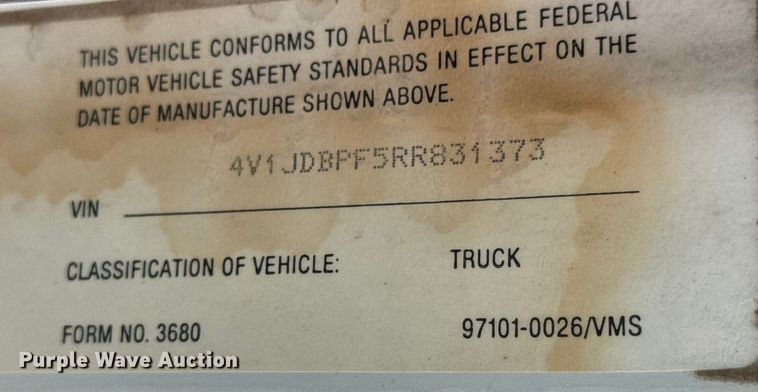 THIS VEHICLE CONFORMS TO ALL APPLICABLE FEDERAL
MOTOR VEHICLE SAFETY STANDARDS IN EFFECT ON THE
DATE OF MANUFACTURE SHOWN ABOVE.
4V1JDBPF5RR831373
VIN
CLASSIFICATION OF VEHICLE: TRUCK
FORM NO. 3680 97101-0026/VMS
Purple Wave Auction